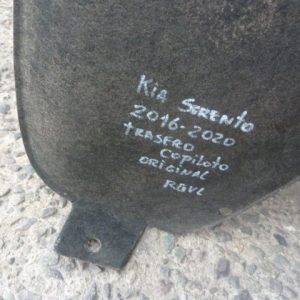 Kia Sorento
2016-2020
trasero
copiloto
original
RGVL